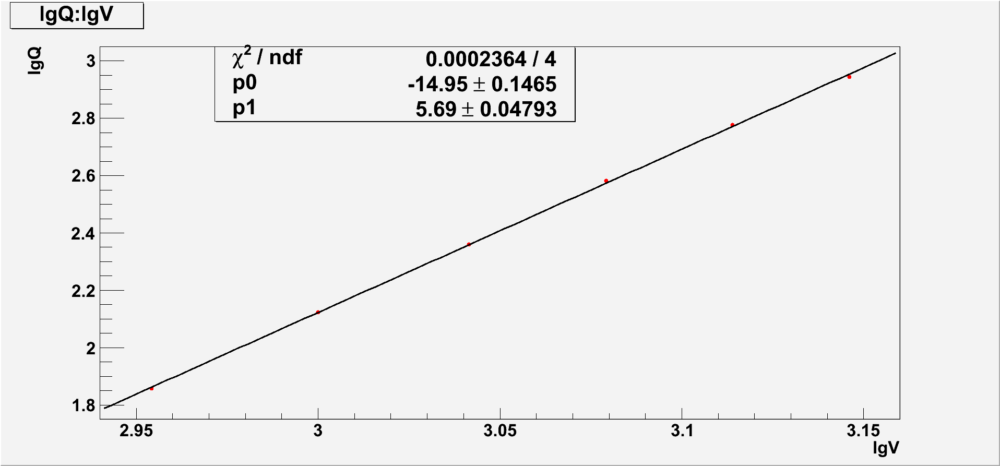 lgQ:lgV
lgQ
χ2 / ndf 0.0002364 / 4
p0 -14.95 ± 0.1465
p1 5.69 ± 0.04793
3
2.8
2.6
2.4
2.2
2
1.8
2.95 3 3.05 3.1 3.15
lgV